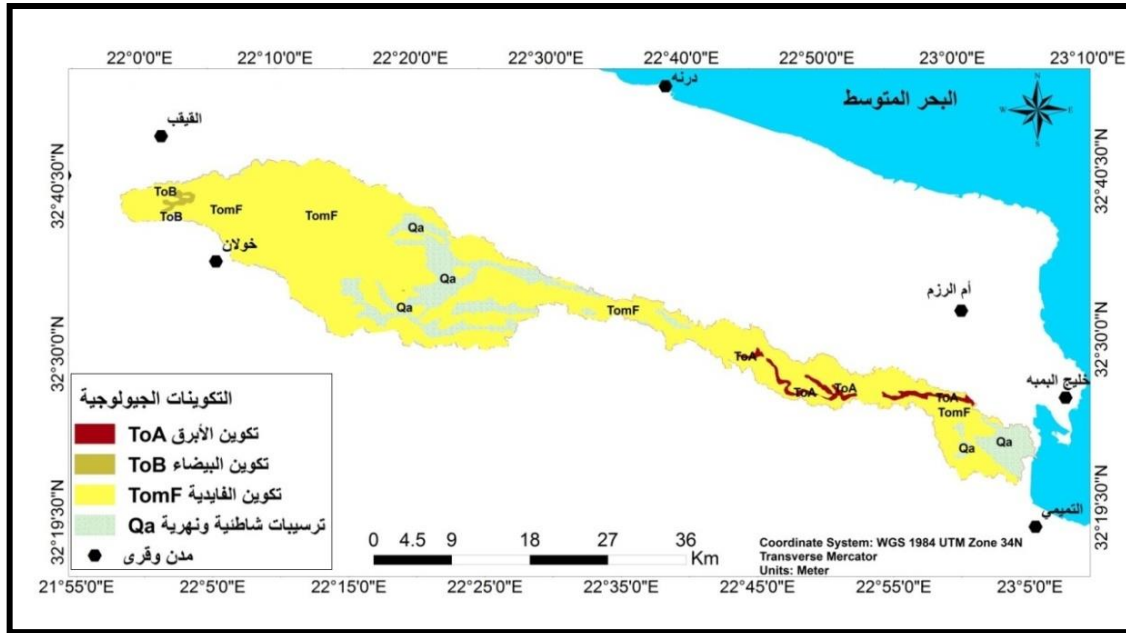 22°0'0"E 22°10'0"E 22°20'0"E 22°30'0"E 22°40'0"E 22°50'0"E 23°0'0"E 23°10'0"E
درنه
البحر المتوسط
N
W E
S
القيقب
32°40'30"N 32°40'30"N
ToB
ToB TomF TomF
Qa
خولان
Qa
Qa
TomF
أم الرزم
32°30'0"N 32°30'0"N
ToA
ToA
ToA
ToA
خليج البمبه
TomF
Qa
Qa
التميمي
32°19'30"N 32°19'30"N
التكوينات الجيولوجية
تكوين الأبرق ToA
تكوين البيضاء ToB
تكوين الفايدية TomF
ترسيبات شاطئية ونهرية Qa
مدن وقرى
0 4.5 9 18 27 36
Km
Coordinate System: WGS 1984 UTM Zone 34N
Transverse Mercator
Units: Meter
21°55'0"E 22°5'0"E 22°15'0"E 22°25'0"E 22°35'0"E 22°45'0"E 22°55'0"E 23°5'0"E